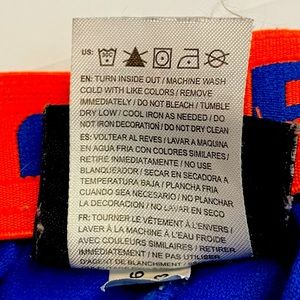 US:
EN: TURN INSIDE OUT / MACHINE WASH
COLD WITH LIKE COLORS / REMOVE
IMMEDIATELY / DO NOT BLEACH / TUMBLE
DRY LOW / COOL IRON AS NEEDED / DO
NOT IRON DECORATION / DO NOT DRY CLEAN
ES: VOLTEAR AL REVES / LAVAR A MAQUINA
EN AGUA FRIA CON COLORES SIMILARES /
RETIRE INMEDIATAMENTE / NO USE
BLANQUEADOR / SECAR EN SECADORA A
TEMPERATURA BAJA / PLANCHA FRIA
CUANDO SEA NECESARIO / NO PLANCHAR
LA DECORACION / NO LAVAR EN SECO
FR: TOURNER LE VÊTEMENT À L'ENVERS /
LAVER À LA MACHINE À L'EAU FROIDE
AVEC DES COULEURS SIMILAIRES / RETIRER
IMMÉDIATEMENT / NE PAS UTILISER
AGENT DE BLANCHIMENT